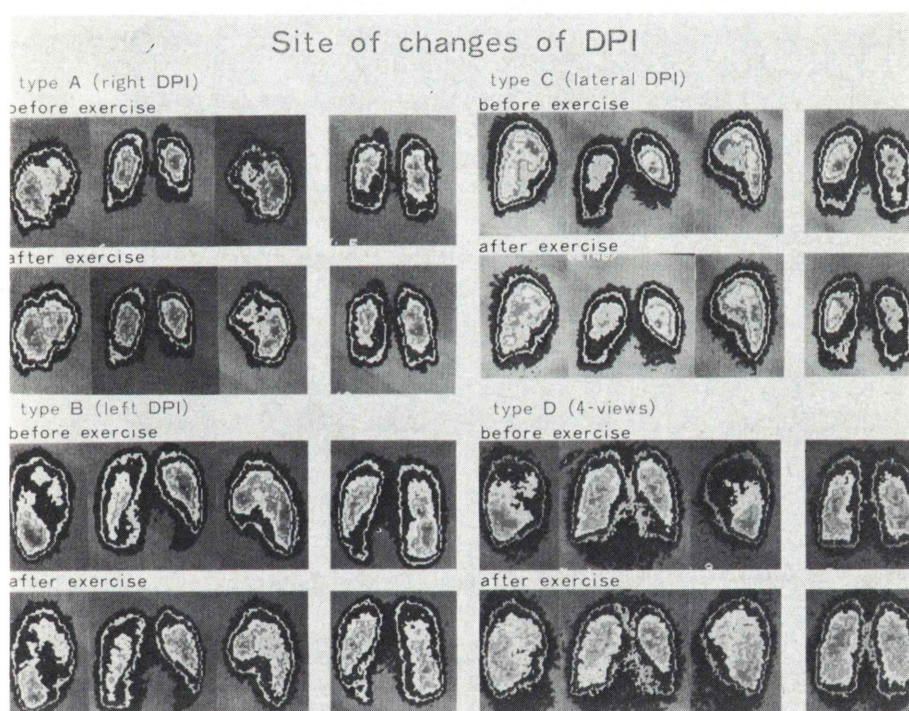 Site of changes of DPI
type A (right DPI)
before exercise
after exercise
type B (left DPI)
before exercise
after exercise
type C (lateral DPI)
before exercise
after exercise
type D (4-views)
before exercise
after exercise